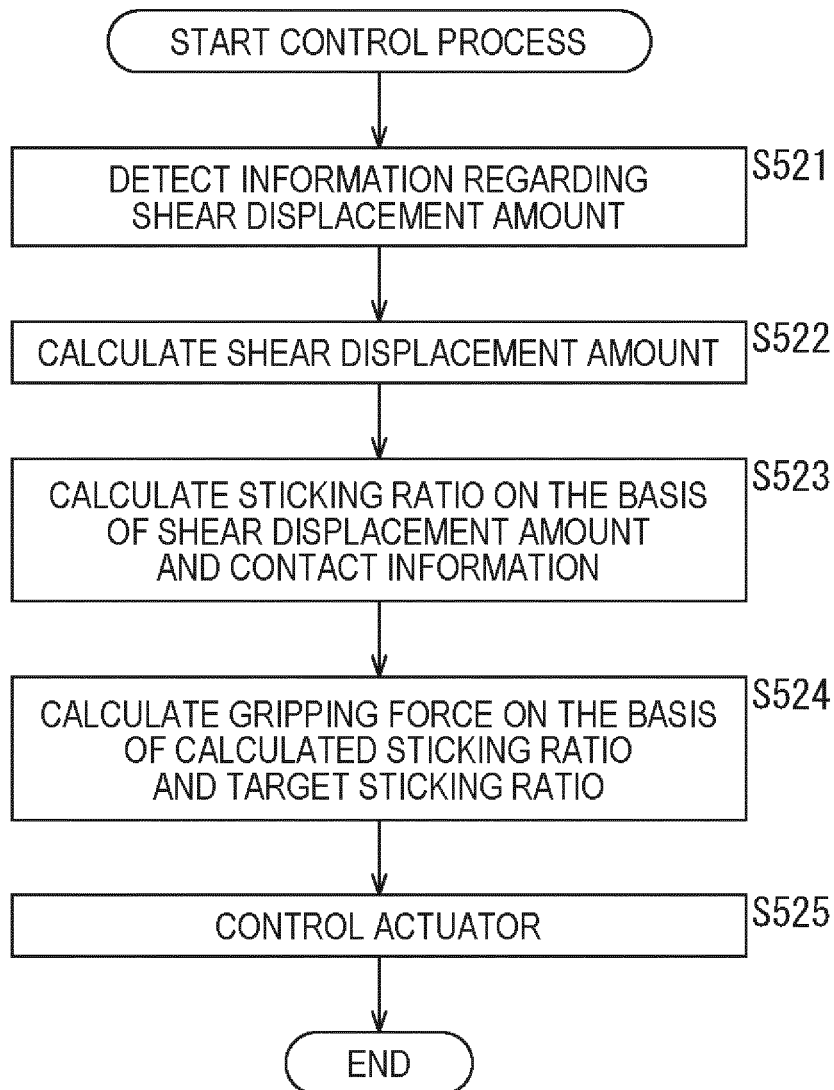 START CONTROL PROCESS
S521
DETECT INFORMATION REGARDING
SHEAR DISPLACEMENT AMOUNT
S522
CALCULATE SHEAR DISPLACEMENT AMOUNT
S523
CALCULATE STICKING RATIO ON THE BASIS
OF SHEAR DISPLACEMENT AMOUNT
AND CONTACT INFORMATION
S524
CALCULATE GRIPPING FORCE ON THE BASIS
OF CALCULATED STICKING RATIO
AND TARGET STICKING RATIO
S525
CONTROL ACTUATOR
END